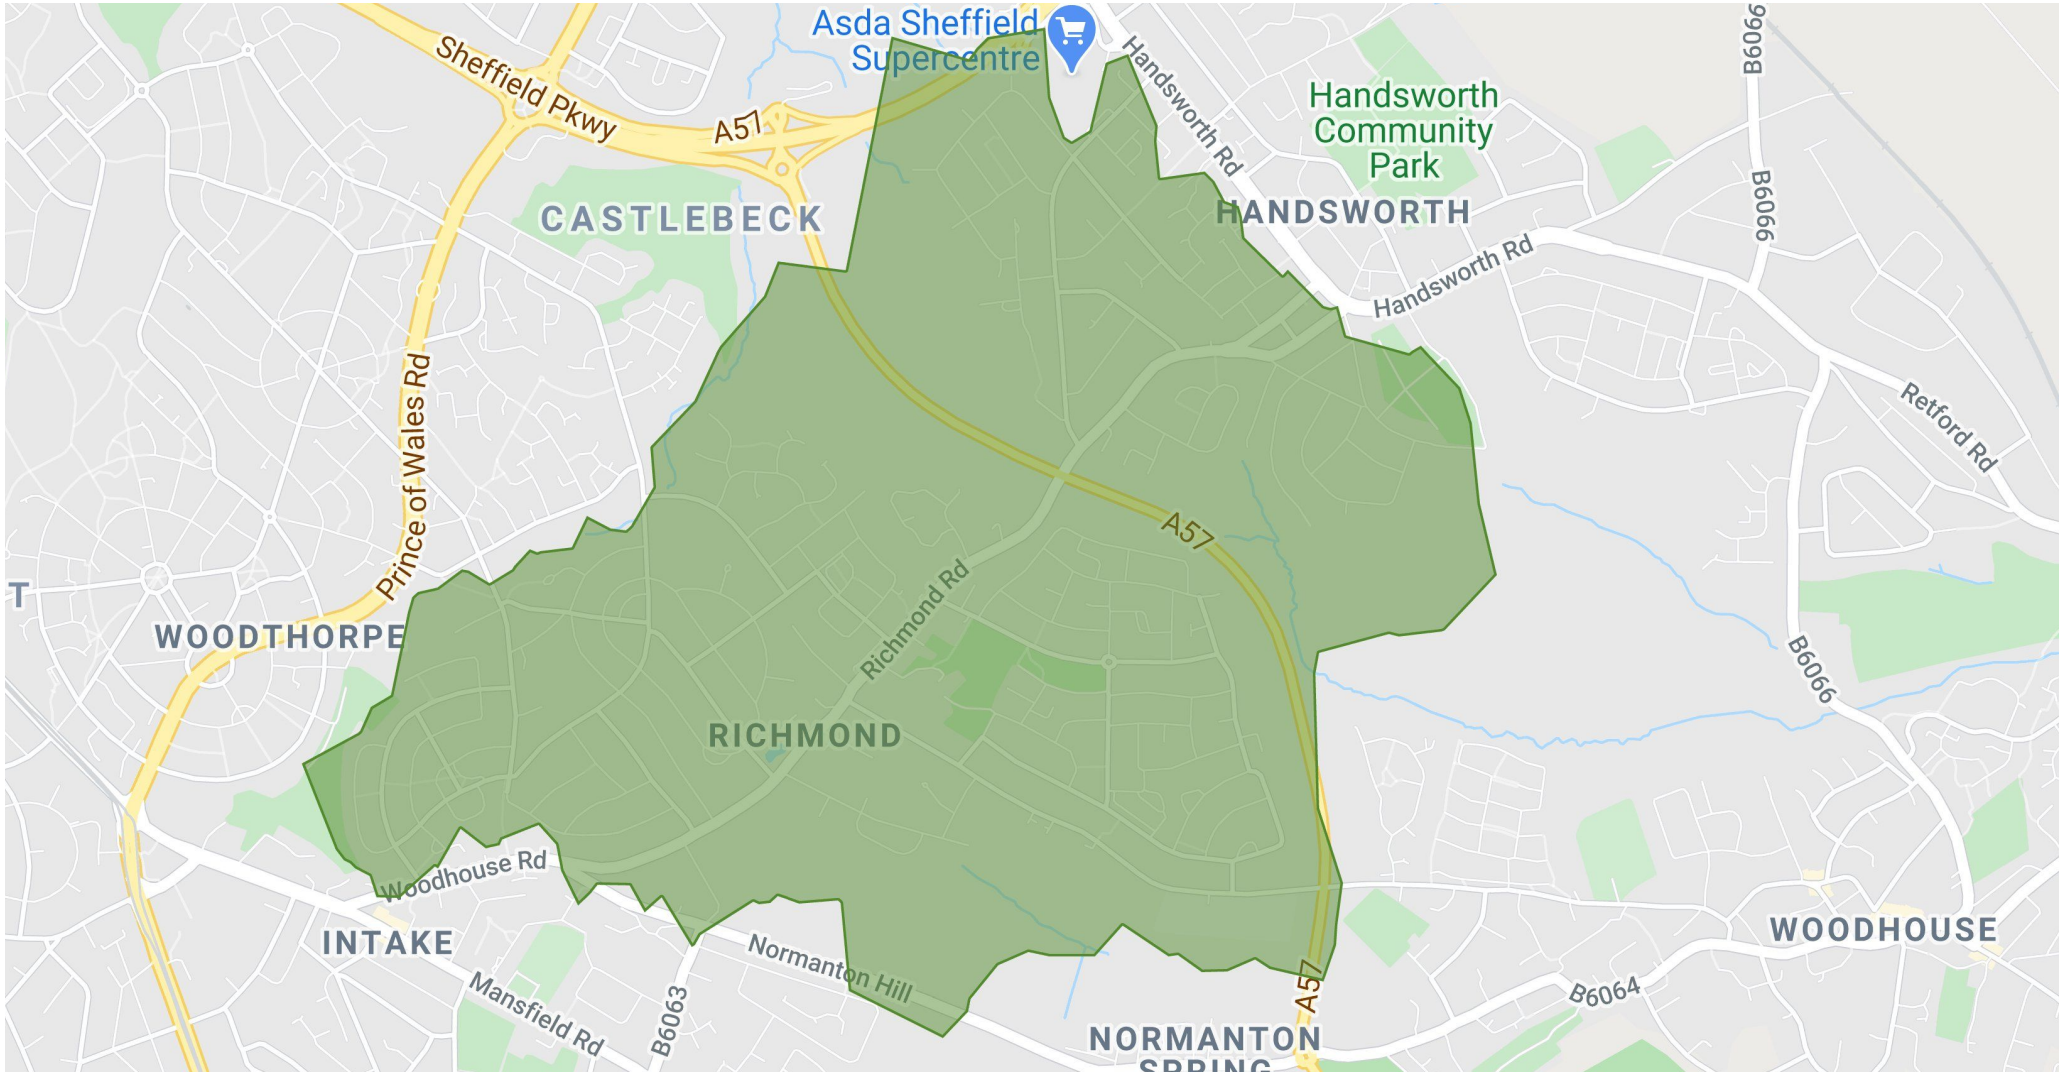 Asda Sheffield
Supercentre
Sheffield Pkwy
A57
Handsworth Rd
Handsworth
Community
Park
B6066
B6066
CASTLEBECK
HANDSWORTH
Handsworth Rd
Prince of Wales Rd
Retford Rd
A57
T
WOODTHORPE
Richmond Rd
B6066
RICHMOND
Woodhouse Rd
INTAKE
Normanton Hill
WOODHOUSE
Mansfield Rd
B6063
A57
B6064
NORMANTON
SPRING